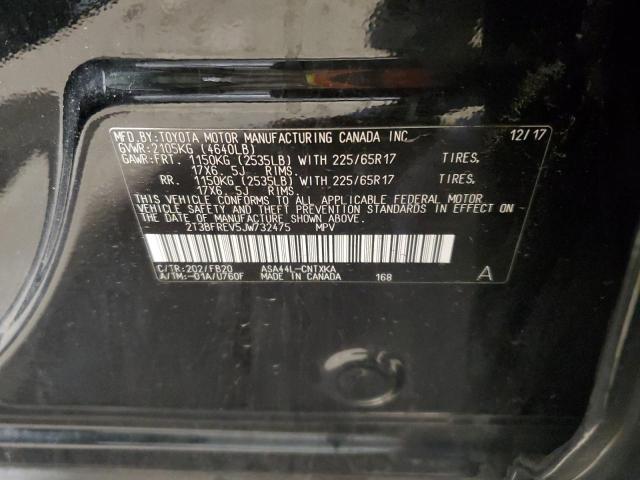 MFD.BY:TOYOTA MOTOR MANUFACTURING CANADA INC. 12/17
GVWR:2105KG (4640LB)
GAWR:FRT. 1150KG (2535LB) WITH 225/65R17 TIRES,
17X6.5J RIMS.
RR. 1150KG (2535LB) WITH 225/65R17 TIRES,
17X6.5J RIMS.
THIS VEHICLE CONFORMS TO ALL APPLICABLE FEDERAL MOTOR
VEHICLE SAFETY AND THEFT PREVENTION STANDARDS IN EFFECT ON
THE DATE OF MANUFACTURE SHOWN ABOVE.
2T3BFREV5JW732475 MPV
C/TR:202/FB20 ASA44L-CNTXKA
A/TM:-01A/U760F MADE IN CANADA 168 A